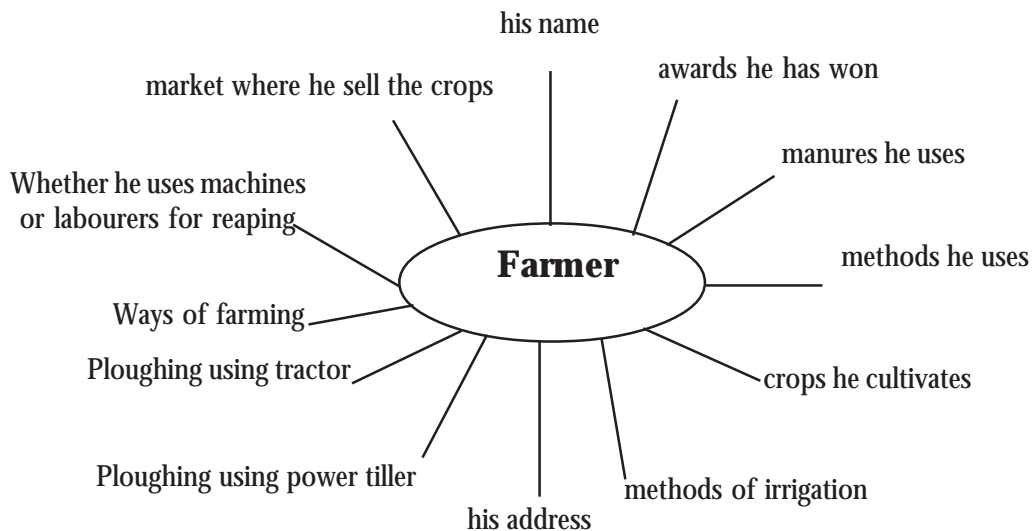 his name
awards he has won
market where he sell the crops
manures he uses
Whether he uses machines
or labourers for reaping
Farmer
methods he uses
Ways of farming
Ploughing using tractor
crops he cultivates
Ploughing using power tiller
methods of irrigation
his address